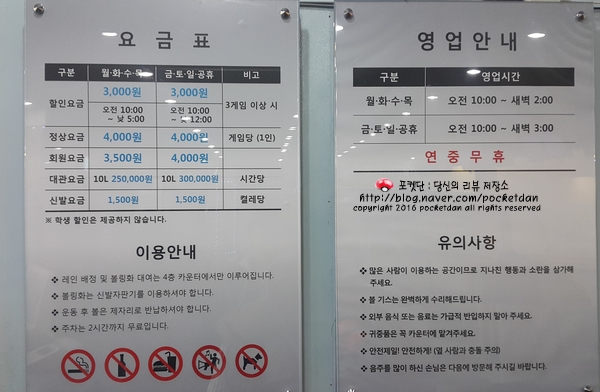 요 금 표
구분 월·화·수·목 금·토·일·공휴 비고
할인요금 3,000원 3,000원 3게임 이상 시
오전 10:00 ~ 낮 5:00 오전 10:00 ~ 낮 12:00
정상요금 4,000원 4,000원 게임당 (1인)
회원요금 3,500원 4,000원
대관요금 10L 250,000원 10L 300,000원 시간당
신발요금 1,500원 1,500원 켤레당
※ 학생 할인은 제공하지 않습니다.
이용안내
❖ 레인 배정 및 볼링화 대여는 4층 카운터에서만 이루어집니다.
❖ 볼링화는 신발자판기를 이용하셔야 합니다.
❖ 운동 후 볼은 제자리로 반납하셔야 합니다.
❖ 주차는 2시간까지 무료입니다.
영 업 안 내
구분 영업시간
월·화·수·목 오전 10:00 ~ 새벽 2:00
금·토·일·공휴 오전 10:00 ~ 새벽 3:00
연 중 무 휴
포켓단 : 당신의 리뷰 저장소
http://blog.naver.com/pocketdan
copyright 2016 pocketdan all rights reserved
유의사항
❖ 많은 사람이 이용하는 공간이므로 지나친 행동과 소란을 삼가해
주세요.
❖ 볼 기스는 완벽하게 수리해드립니다.
❖ 외부 음식 또는 음료는 가급적 반입하지 말아 주세요.
❖ 귀중품은 꼭 카운터에 맡겨주세요.
❖ 안전제일! 안전하게! (옆 사람과 충돌 주의)
❖ 음주를 많이 하신 손님은 다음에 방문해 주시길 바랍니다.